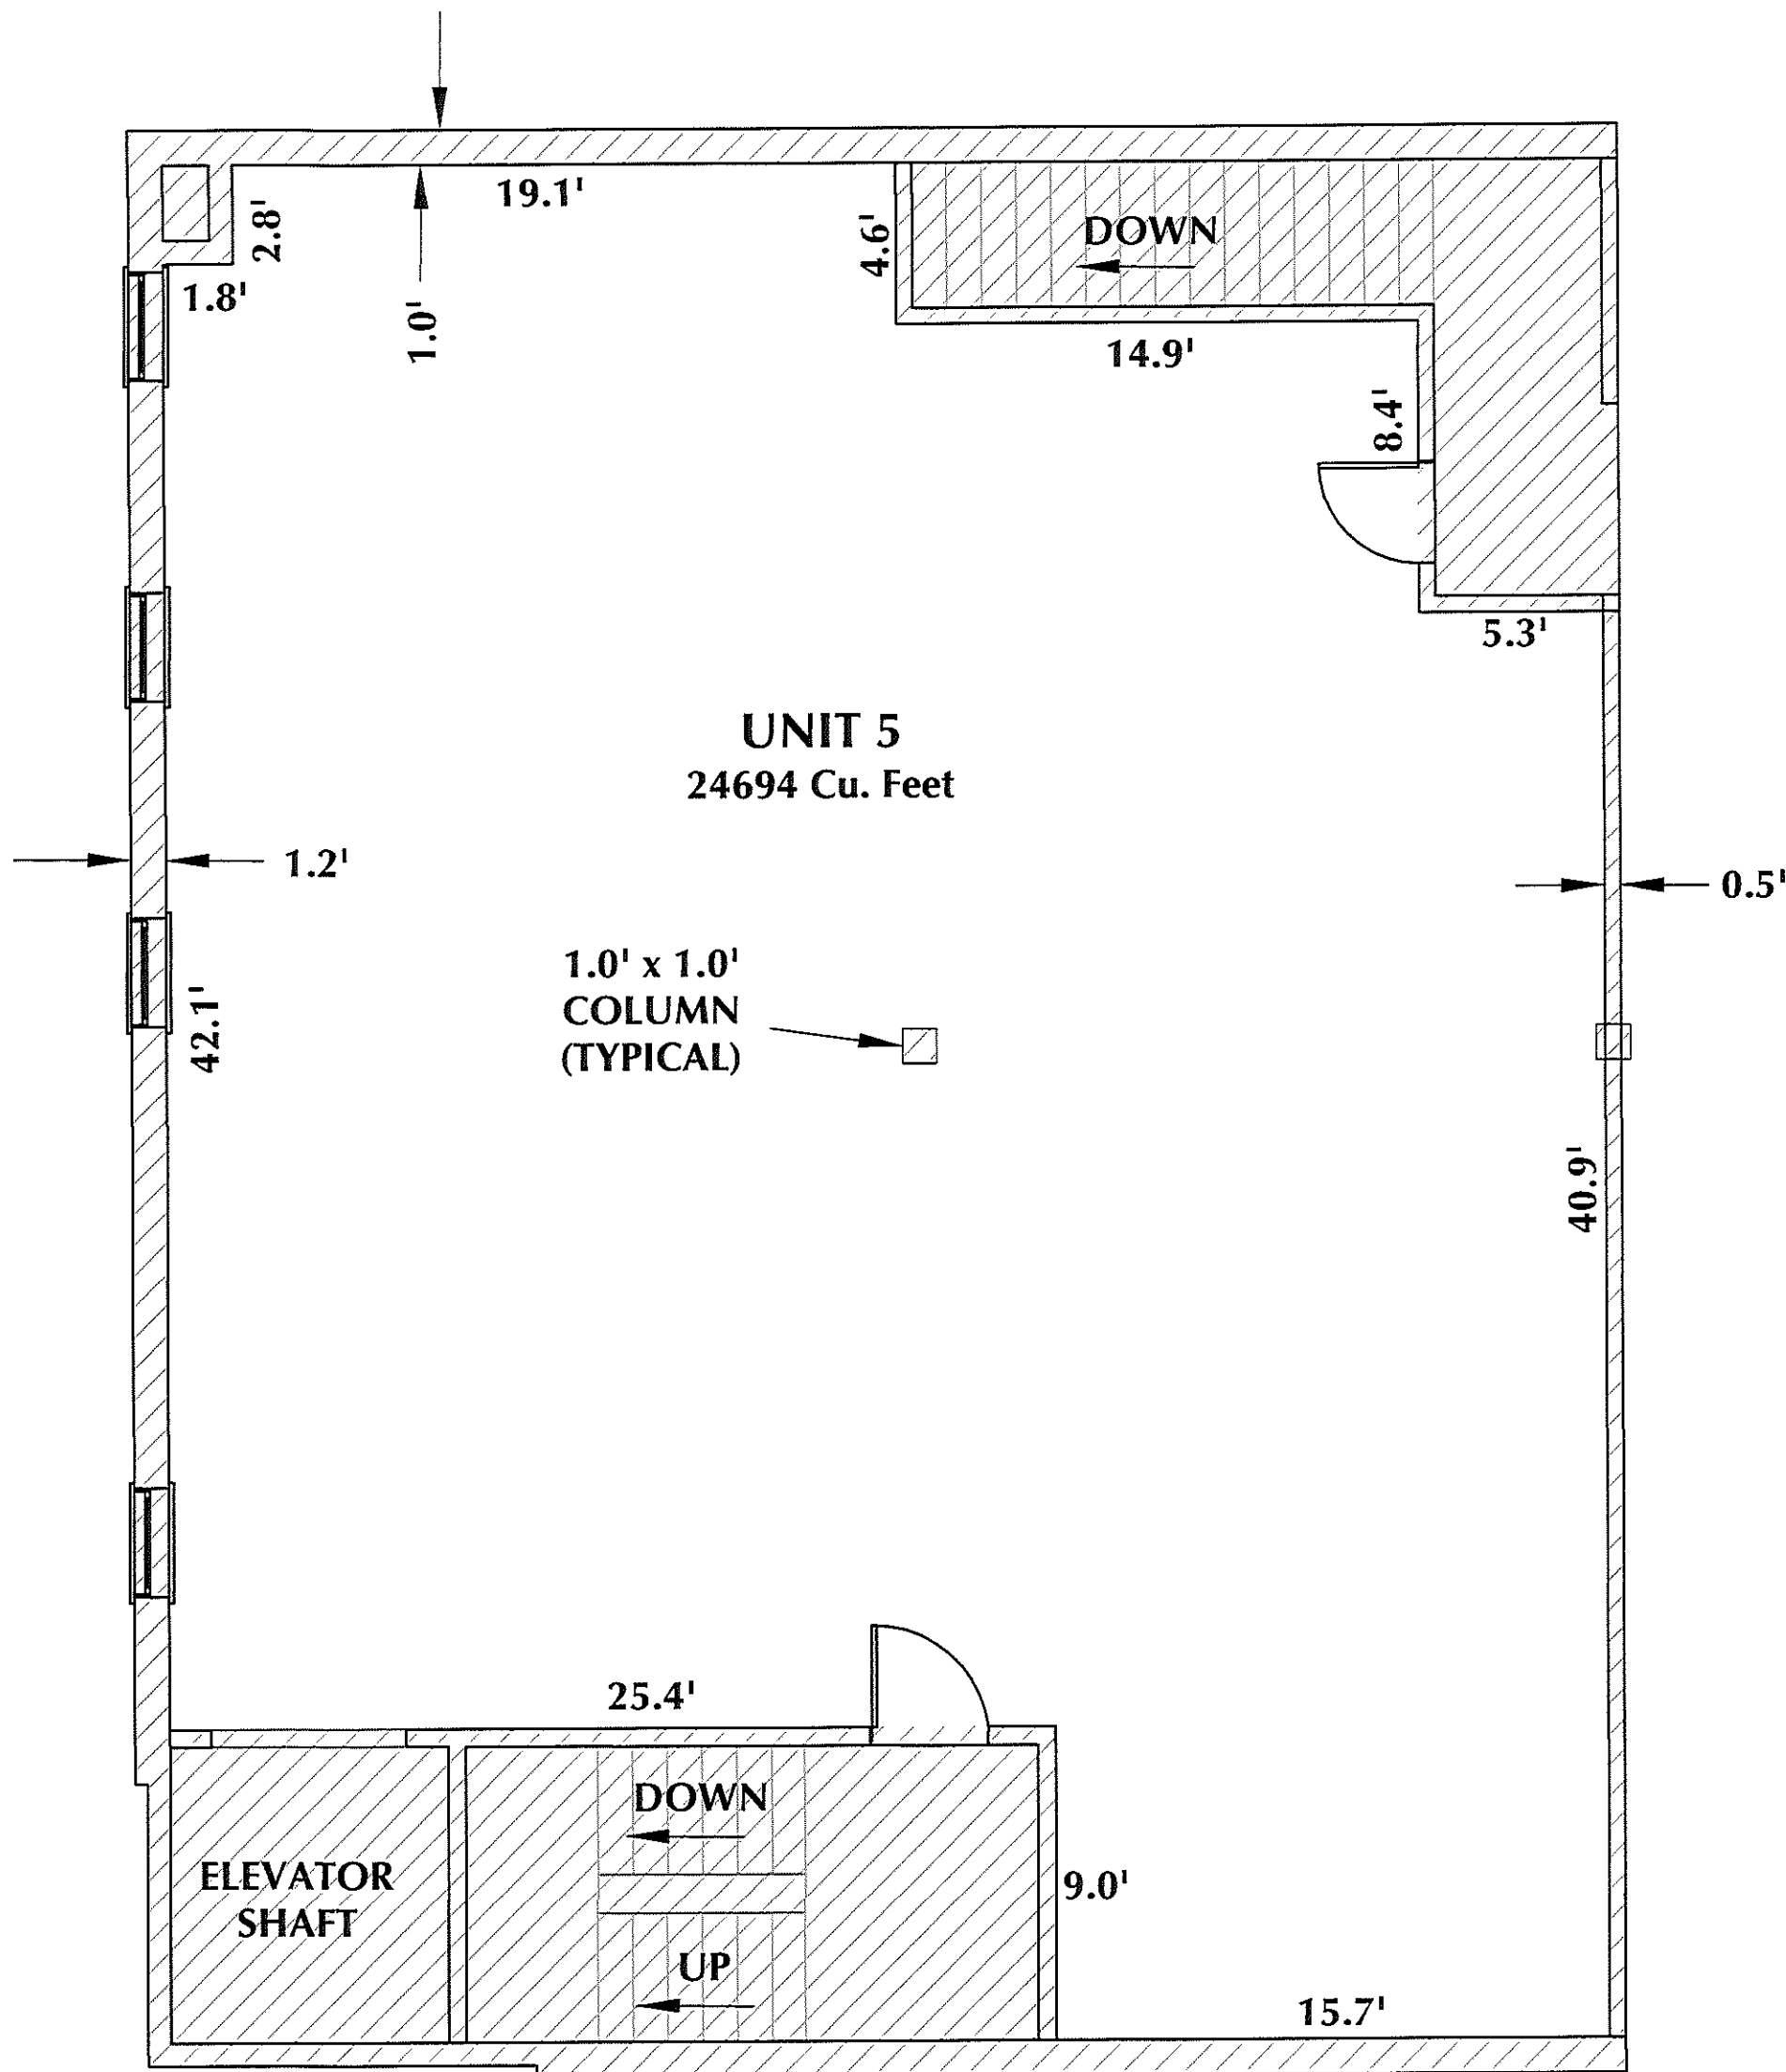 19.1'
2.8'
1.8'
1.0'
4.6'
DOWN
14.9'
8.4'
5.3'
UNIT 5
24694 Cu. Feet
1.2'
0.5'
1.0' x 1.0'
COLUMN
(TYPICAL)
42.1'
40.9'
25.4'
DOWN
ELEVATOR
SHAFT
9.0'
UP
15.7'